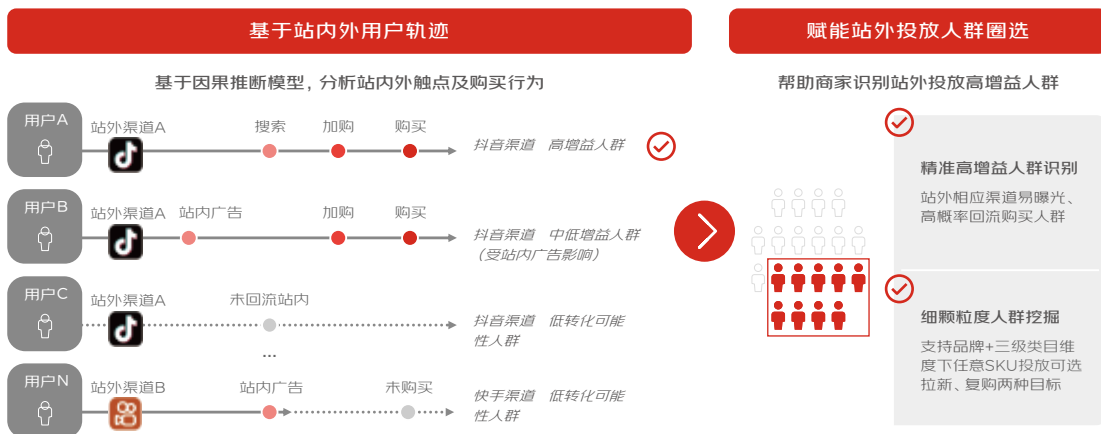 基于站内外用户轨迹
赋能站外投放人群圈选
基于因果推断模型，分析站内外触点及购买行为
帮助商家识别站外投放高增益人群
用户A
站外渠道A
搜索
加购
购买
抖音渠道 高增益人群
用户B
站外渠道A
站内广告
加购
购买
抖音渠道 中低增益人群
（受站内广告影响）
用户C
站外渠道A
未回流站内
...
抖音渠道 低转化可能
性人群
用户N
站外渠道B
站内广告
未购买
快手渠道 低转化可能
性人群
精准高增益人群识别
站外相应渠道易曝光、
高概率回流购买人群
细颗粒度人群挖掘
支持品牌+三级类目维
度下任意SKU投放可选
拉新、复购两种目标